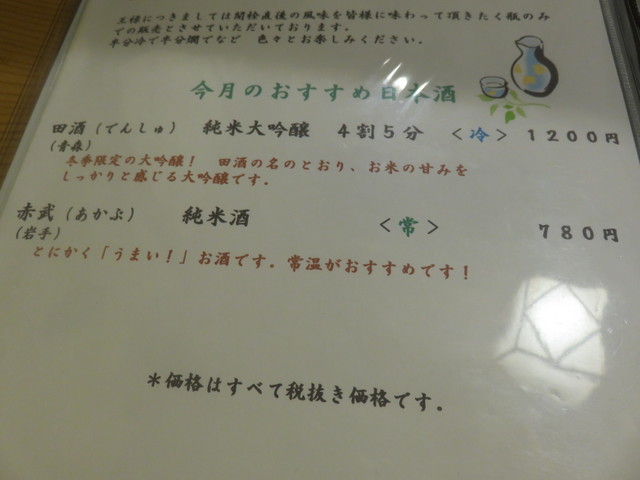 王様につきましては開栓直後の風味を皆様に味わって頂きたく瓶のみ
での販売とさせていただいております。
半分冷で半分燗でなど 色々とお楽しみください。
今月のおすすめ日本酒
田酒（でんしゅ） 純米大吟醸 ４割５分 ＜冷＞ １２００円
（青森）
冬季限定の大吟醸！ 田酒の名のとおり、お米の甘みを
しっかりと感じる大吟醸です．
赤武（あかぶ） 純米酒 ＜常＞ ７８０円
（岩手）
とにかく「うまい！」お酒です．常温がおすすめです！
＊価格はすべて税抜き価格です．